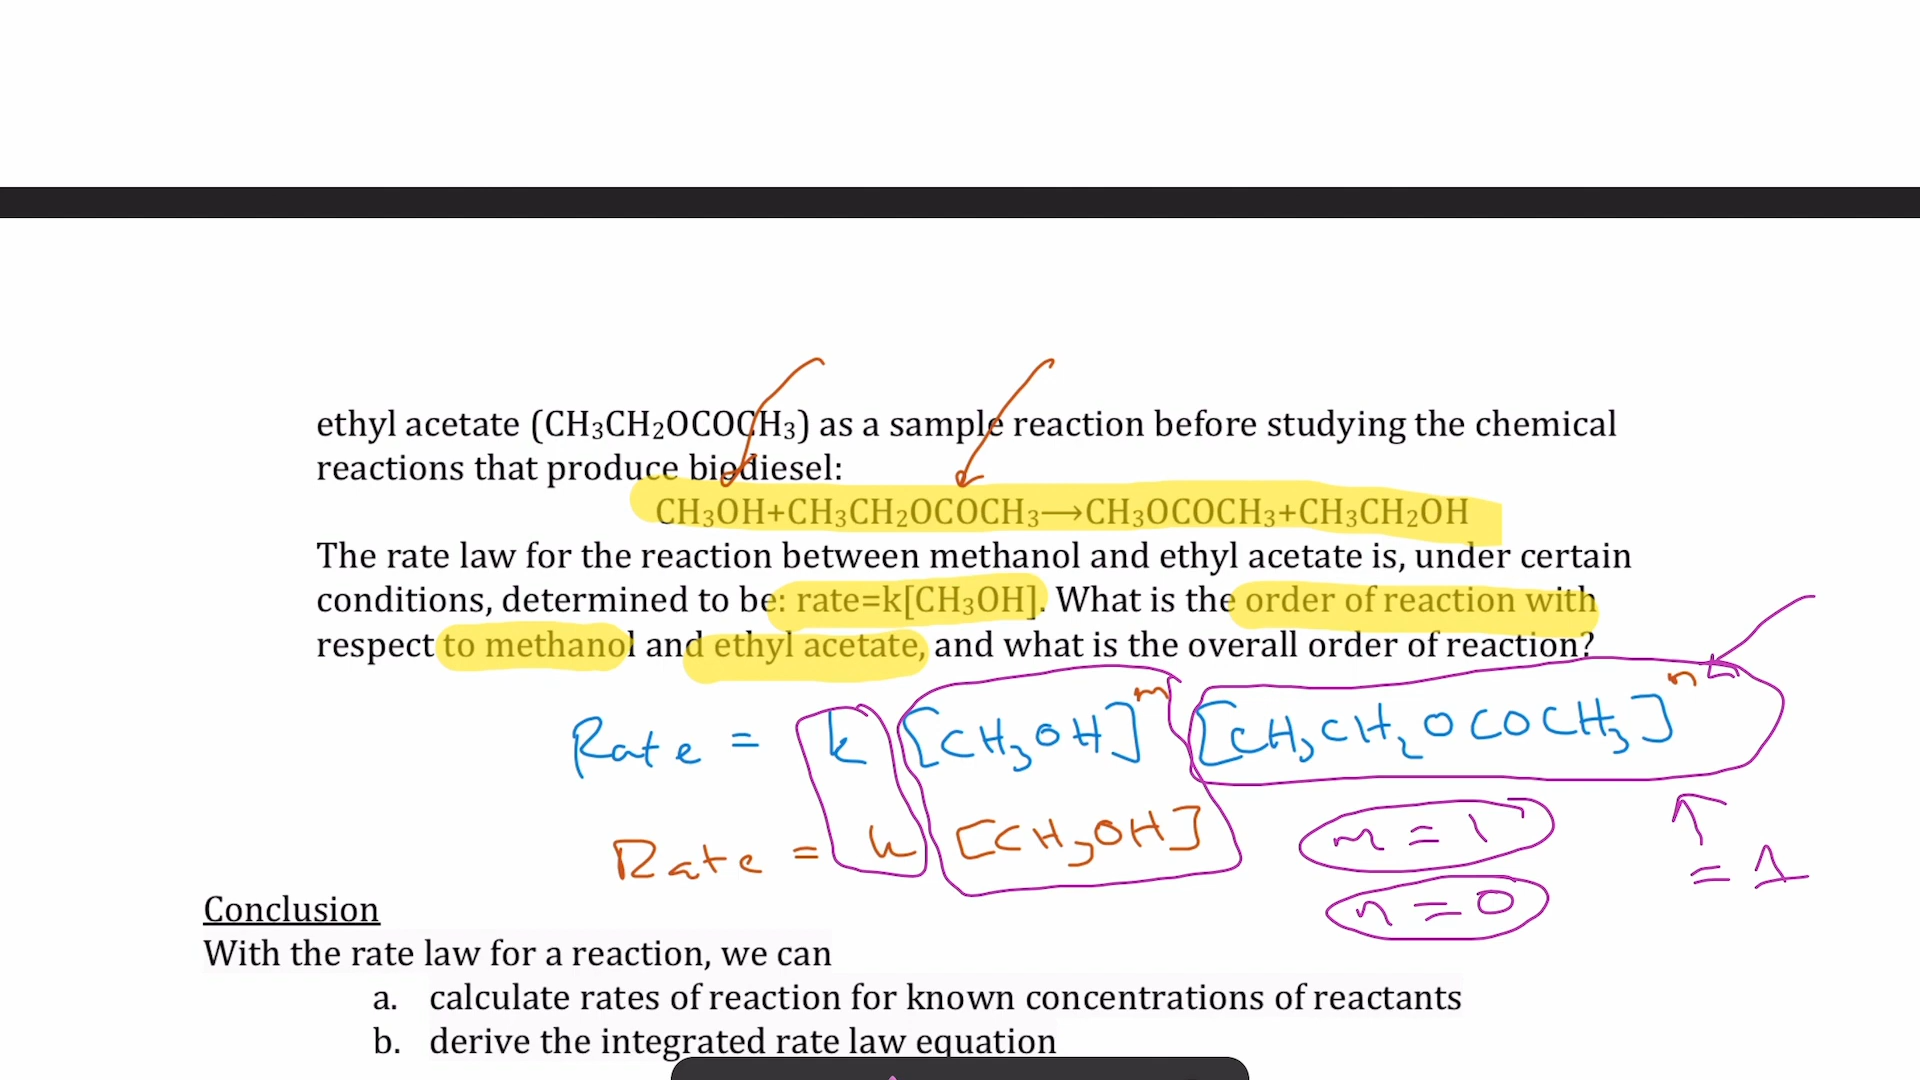 ethyl acetate (CH₃CH₂OCOCH₃) as a sample reaction before studying the chemical
reactions that produce biodiesel:
CH₃OH+CH₃CH₂OCOCH₃⟶CH₃OCOCH₃+CH₃CH₂OH
The rate law for the reaction between methanol and ethyl acetate is, under certain
conditions, determined to be: rate=k[CH₃OH]. What is the order of reaction with
respect to methanol and ethyl acetate, and what is the overall order of reaction?
Rate = k [CH₃OH]ᵐ [CH₃CH₂OCOCH₃]ⁿ
Rate = k [CH₃OH]
m = 1
= 1
n = 0
Conclusion
With the rate law for a reaction, we can
a. calculate rates of reaction for known concentrations of reactants
b. derive the integrated rate law equation